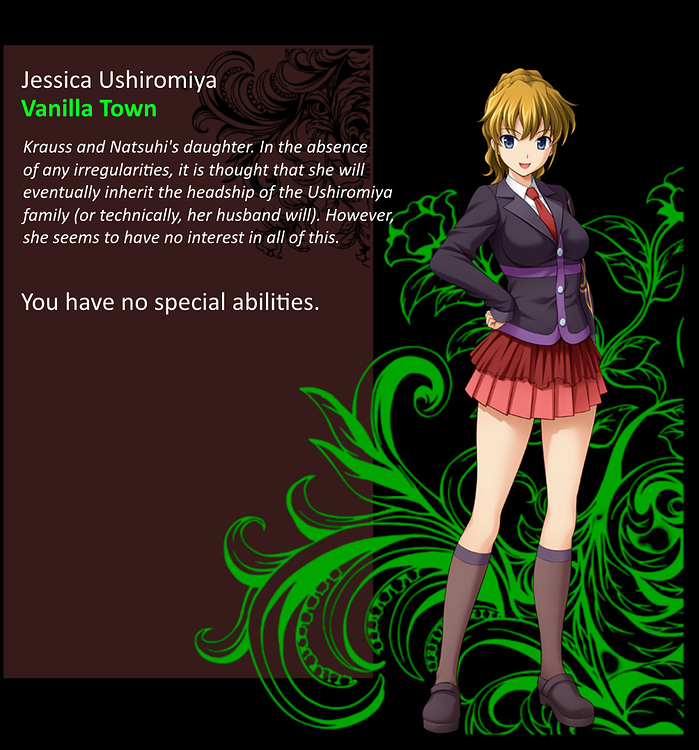 Jessica Ushiromiya
Vanilla Town
Krauss and Natsuhi's daughter. In the absence
of any irregularities, it is thought that she will
eventually inherit the headship of the Ushiromiya
family (or technically, her husband will). However,
she seems to have no interest in all of this.
You have no special abilities.